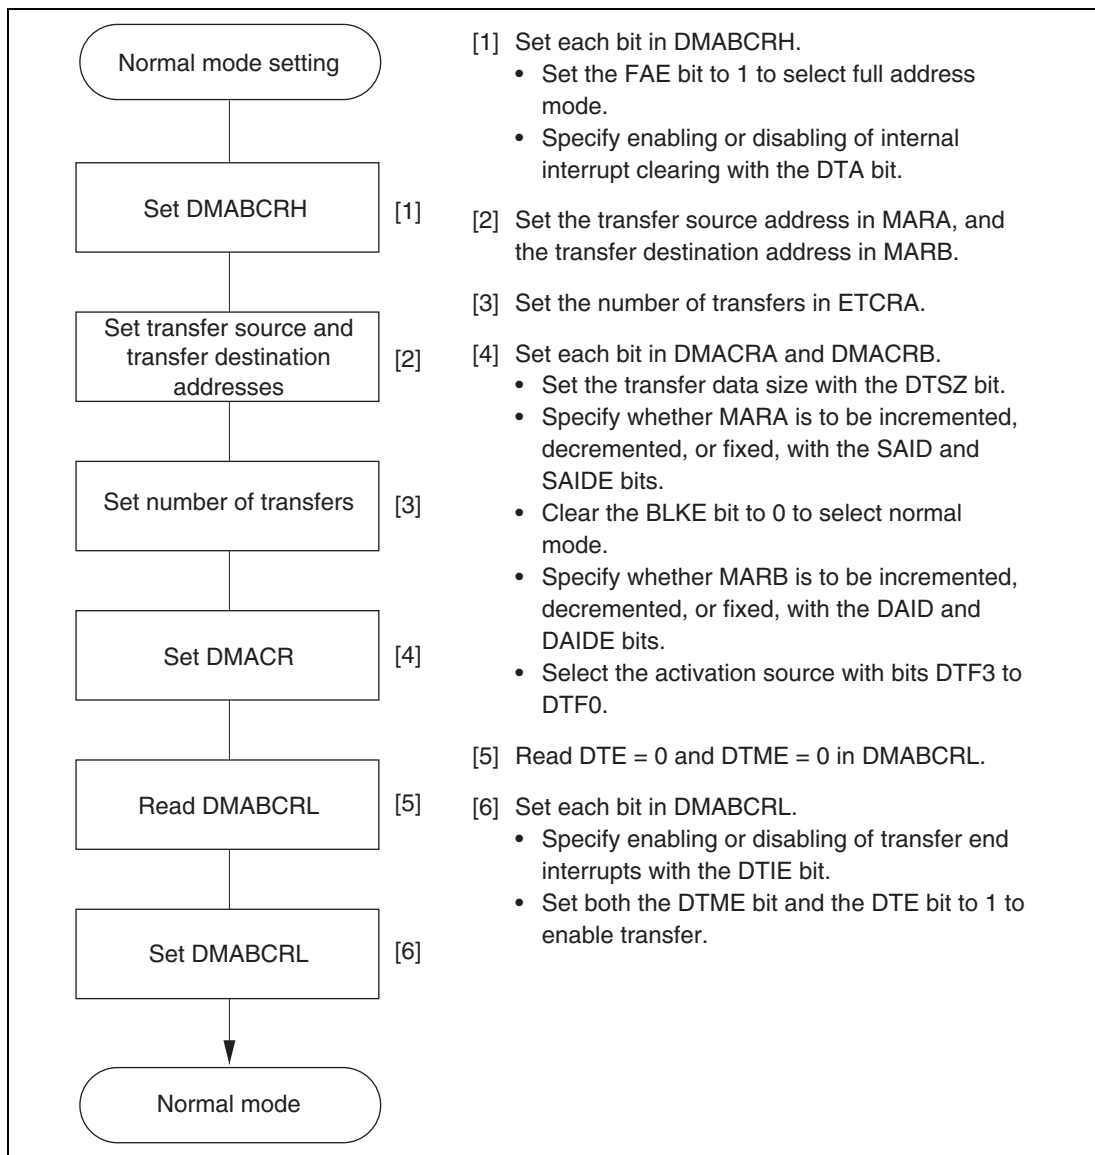 Normal mode setting
Set DMABCRH [1]
Set transfer source and
transfer destination
addresses
[2]
Set number of transfers [3]
Set DMACR [4]
Read DMABCRL [5]
Set DMABCRL [6]
Normal mode
[1] Set each bit in DMABCRH.
• Set the FAE bit to 1 to select full address
mode.
• Specify enabling or disabling of internal
interrupt clearing with the DTA bit.
[2] Set the transfer source address in MARA, and
the transfer destination address in MARB.
[3] Set the number of transfers in ETCRA.
[4] Set each bit in DMACRA and DMACRB.
• Set the transfer data size with the DTSZ bit.
• Specify whether MARA is to be incremented,
decremented, or fixed, with the SAID and
SAIDE bits.
• Clear the BLKE bit to 0 to select normal
mode.
• Specify whether MARB is to be incremented,
decremented, or fixed, with the DAID and
DAIDE bits.
• Select the activation source with bits DTF3 to
DTF0.
[5] Read DTE = 0 and DTME = 0 in DMABCRL.
[6] Set each bit in DMABCRL.
• Specify enabling or disabling of transfer end
interrupts with the DTIE bit.
• Set both the DTME bit and the DTE bit to 1 to
enable transfer.